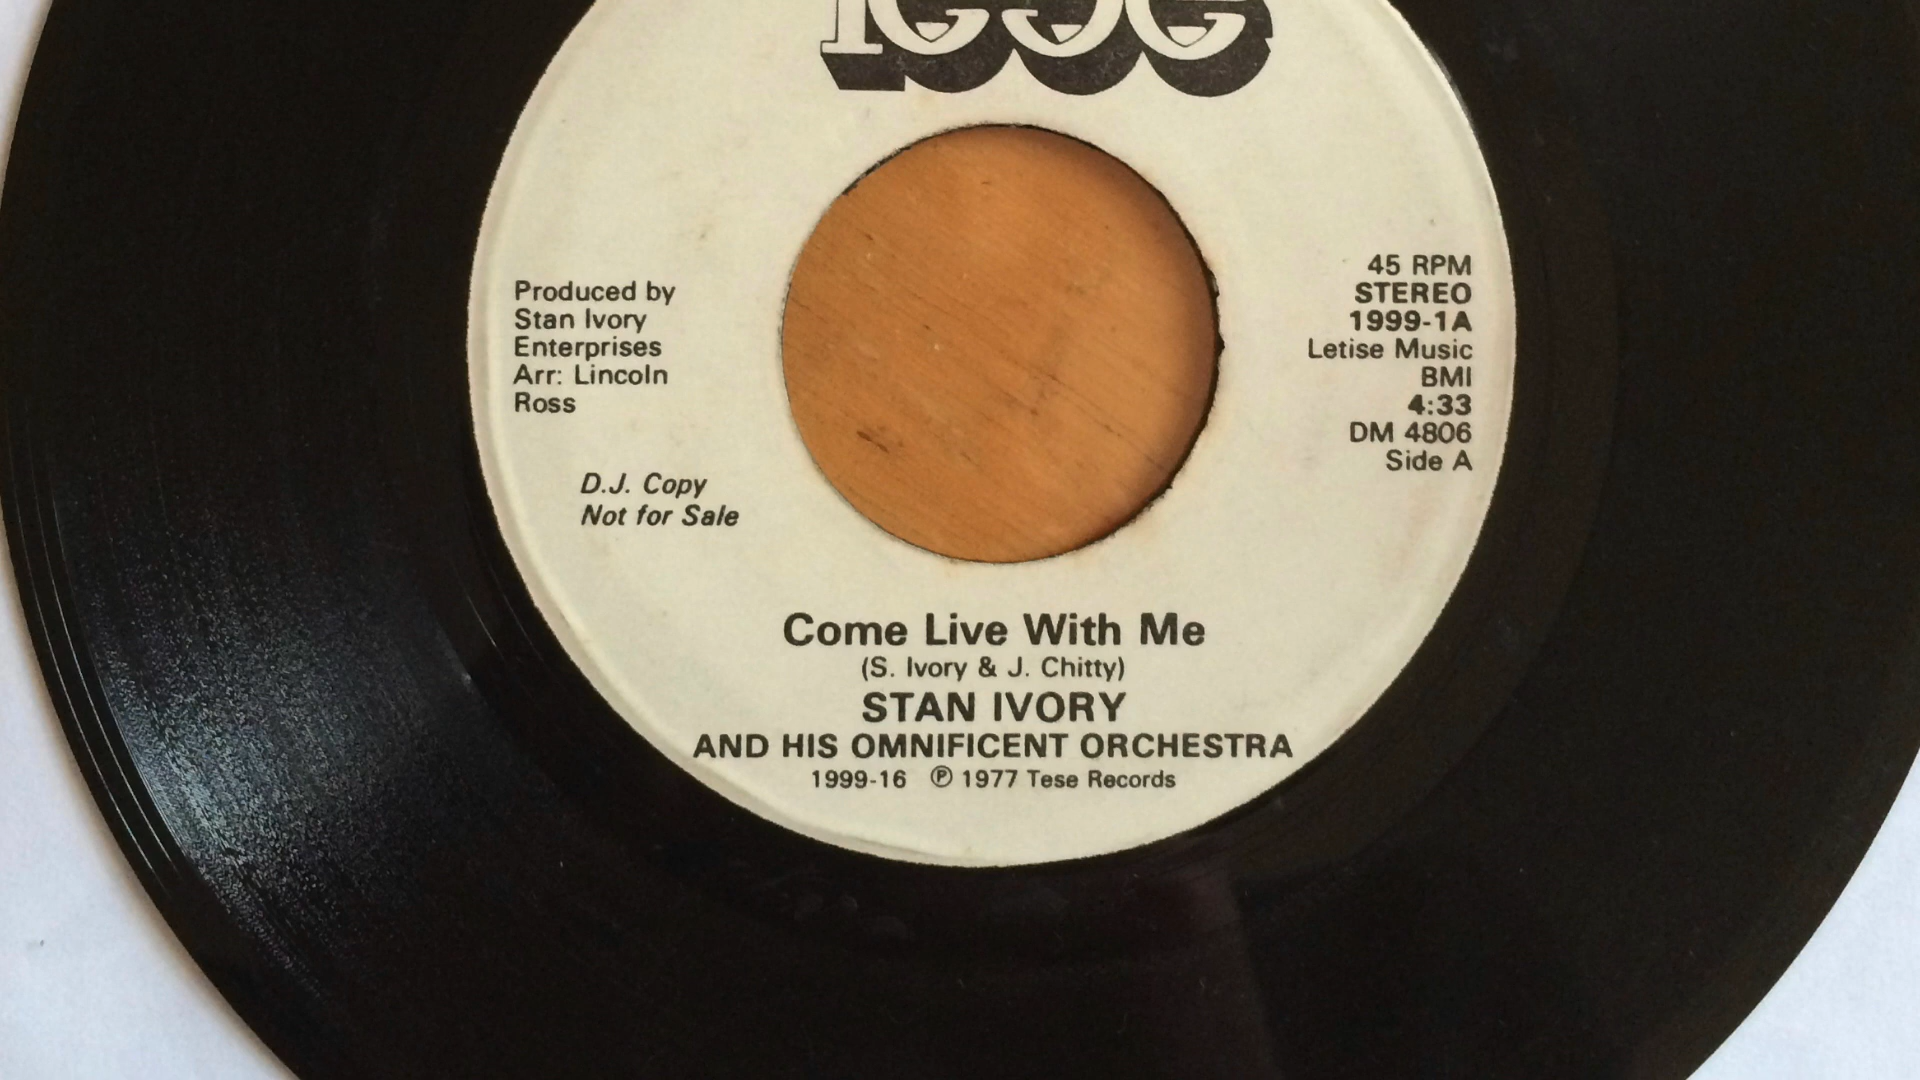 Tese
Produced by
Stan Ivory
Enterprises
Arr: Lincoln
Ross
D.J. Copy
Not for Sale
45 RPM
STEREO
1999-1A
Letise Music
BMI
4:33
DM 4806
Side A
Come Live With Me
(S. Ivory & J. Chitty)
STAN IVORY
AND HIS OMNIFICENT ORCHESTRA
1999-16 ℗ 1977 Tese Records